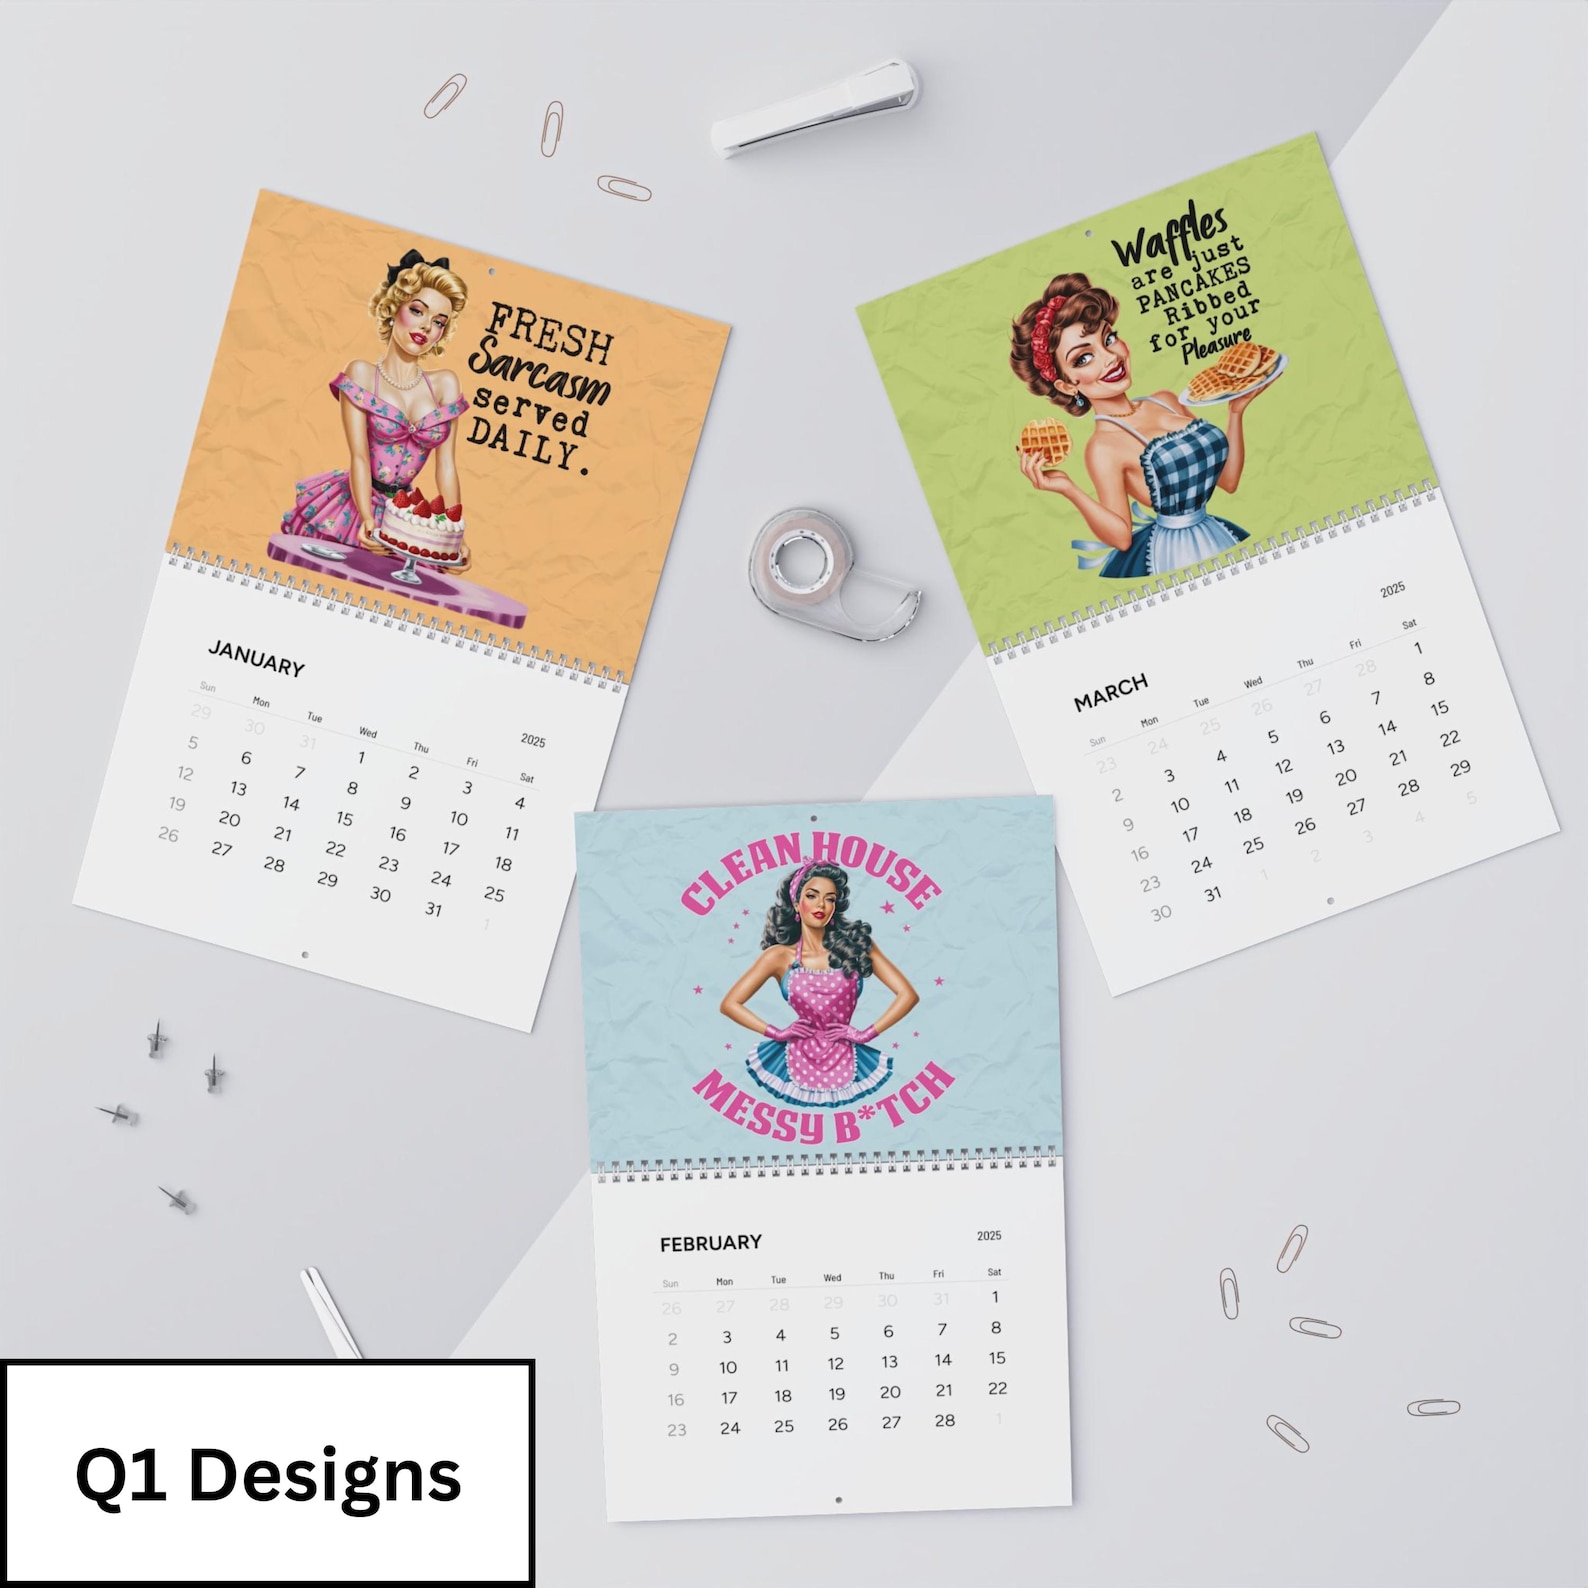 FRESH
Sarcasm
served
DAILY.
JANUARY
2025
Sun Mon Tue Wed Thu Fri Sat
29 30 31 1 2 3 4
5 6 7 8 9 10 11
12 13 14 15 16 17 18
19 20 21 22 23 24 25
26 27 28 29 30 31 1
Waffles
are just
PANCAKES
Ribbed
for your
Pleasure
MARCH
2025
Sun Mon Tue Wed Thu Fri Sat
23 24 25 26 27 28 1
2 3 4 5 6 7 8
9 10 11 12 13 14 15
16 17 18 19 20 21 22
23 24 25 26 27 28 29
30 31 1 2 3 4 5
CLEAN HOUSE
MESSY B*TCH
FEBRUARY
2025
Sun Mon Tue Wed Thu Fri Sat
26 27 28 29 30 31 1
2 3 4 5 6 7 8
9 10 11 12 13 14 15
16 17 18 19 20 21 22
23 24 25 26 27 28 1
Q1 Designs